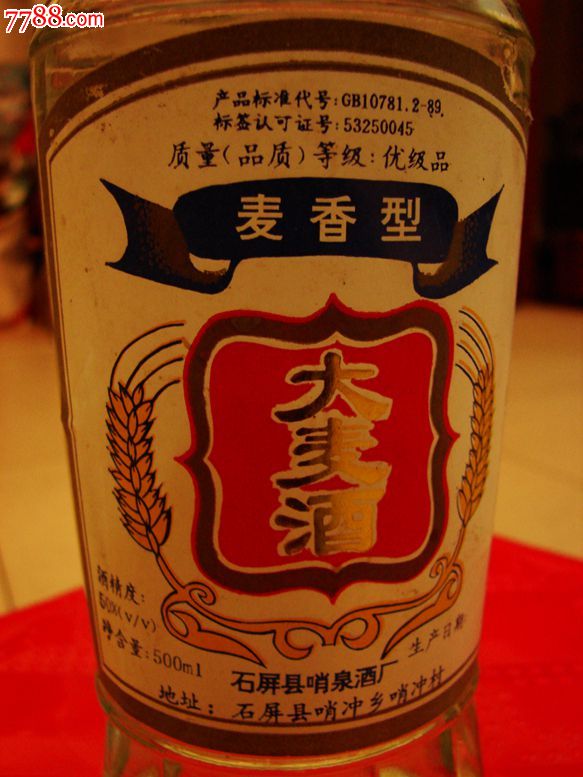 7788.com
产品标准代号:GB10781.2-89.
标签认可证号:53250045
质量(品质)等级:优级品
麦香型
大麦酒
酒精度:
50%(v/v)
净含量:500ml
生产日期:
石屏县哨泉酒厂
地址: 石屏县哨冲乡哨冲村